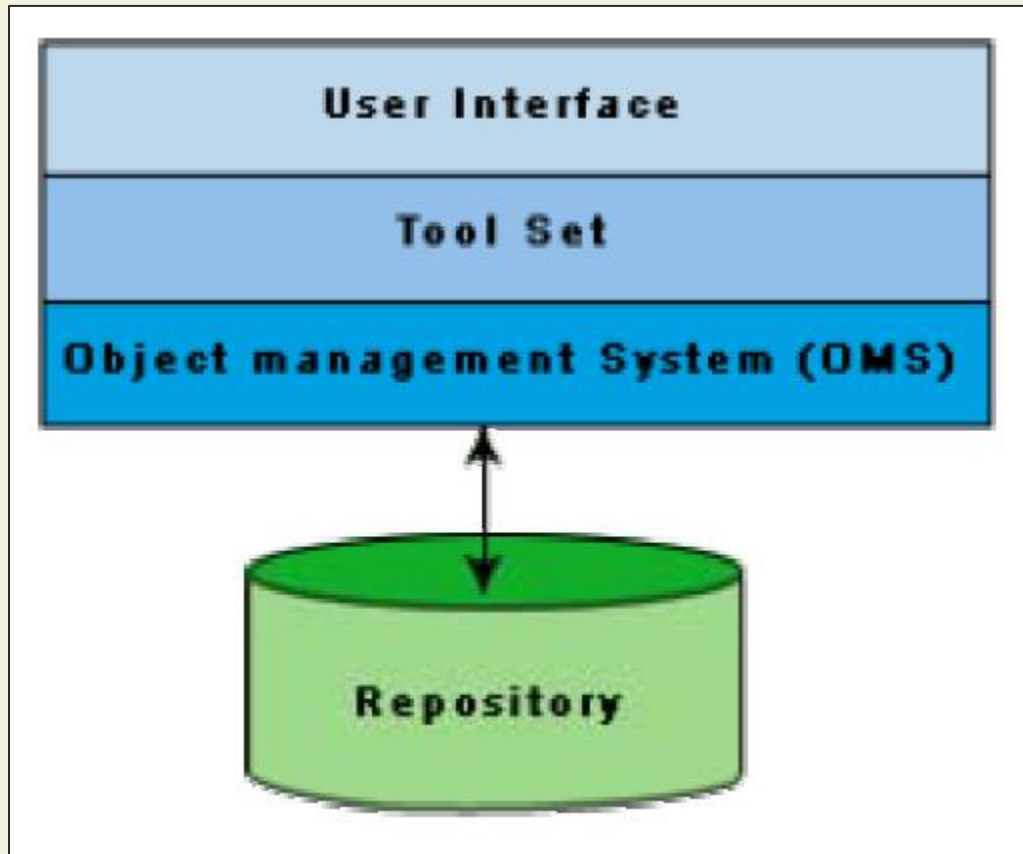 User Interface
Tool Set
Object management System (OMS)
Repository